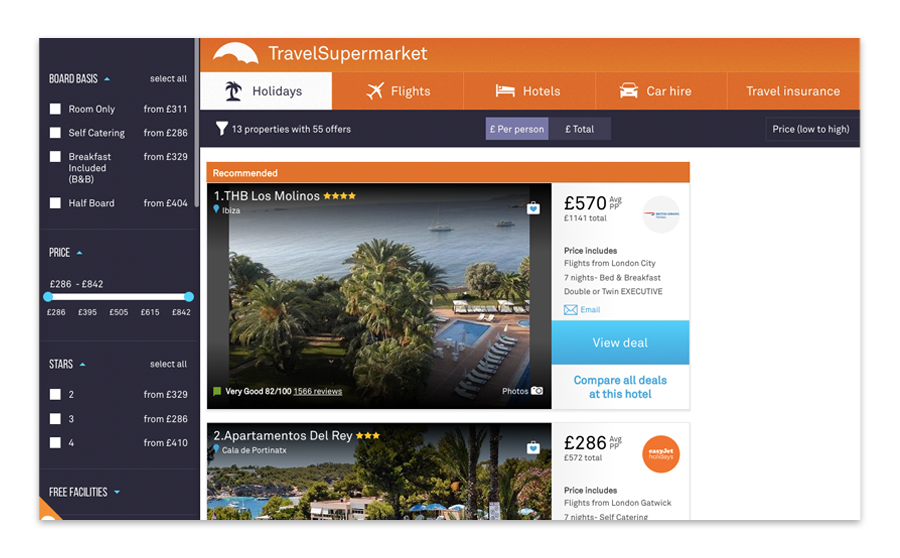 TravelSupermarket
Holidays
Flights
Hotels
Car hire
Travel insurance
13 properties with 55 offers
£ Per person
£ Total
Price (low to high)
BOARD BASIS
select all
Room Only
from £311
Self Catering
from £286
Breakfast
Included
(B&B)
from £329
Half Board
from £404
PRICE
£286 - £842
£286 £395 £505 £615 £842
STARS
select all
2
from £329
3
from £286
4
from £410
FREE FACILITIES
Recommended
1.THB Los Molinos
Ibiza
Very Good 82/100 1566 reviews
Photos
£570 Avg PP
£1141 total
Price includes
Flights from London City
7 nights- Bed & Breakfast
Double or Twin EXECUTIVE
Email
View deal
Compare all deals
at this hotel
2.Apartamentos Del Rey
Cala de Portinatx
£286 Avg PP
£572 total
easyJet
holidays
Price includes
Flights from London Gatwick
7 nights- Self Catering